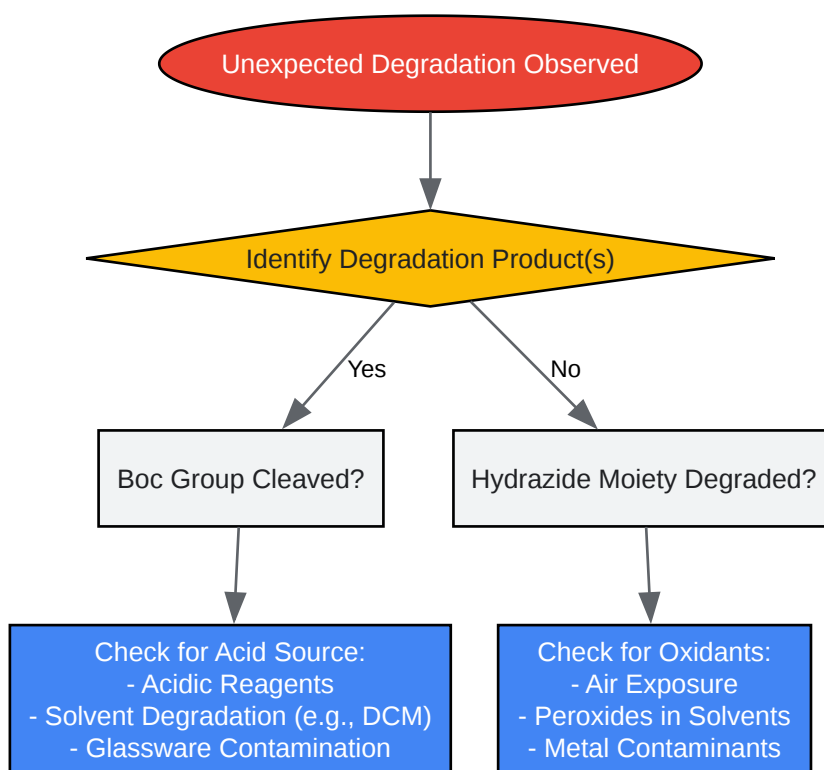 Unexpected Degradation Observed
Identify Degradation Product(s)
Yes
No
Boc Group Cleaved?
Hydrazide Moiety Degraded?
Check for Acid Source:
- Acidic Reagents
- Solvent Degradation (e.g., DCM)
- Glassware Contamination
Check for Oxidants:
- Air Exposure
- Peroxides in Solvents
- Metal Contaminants